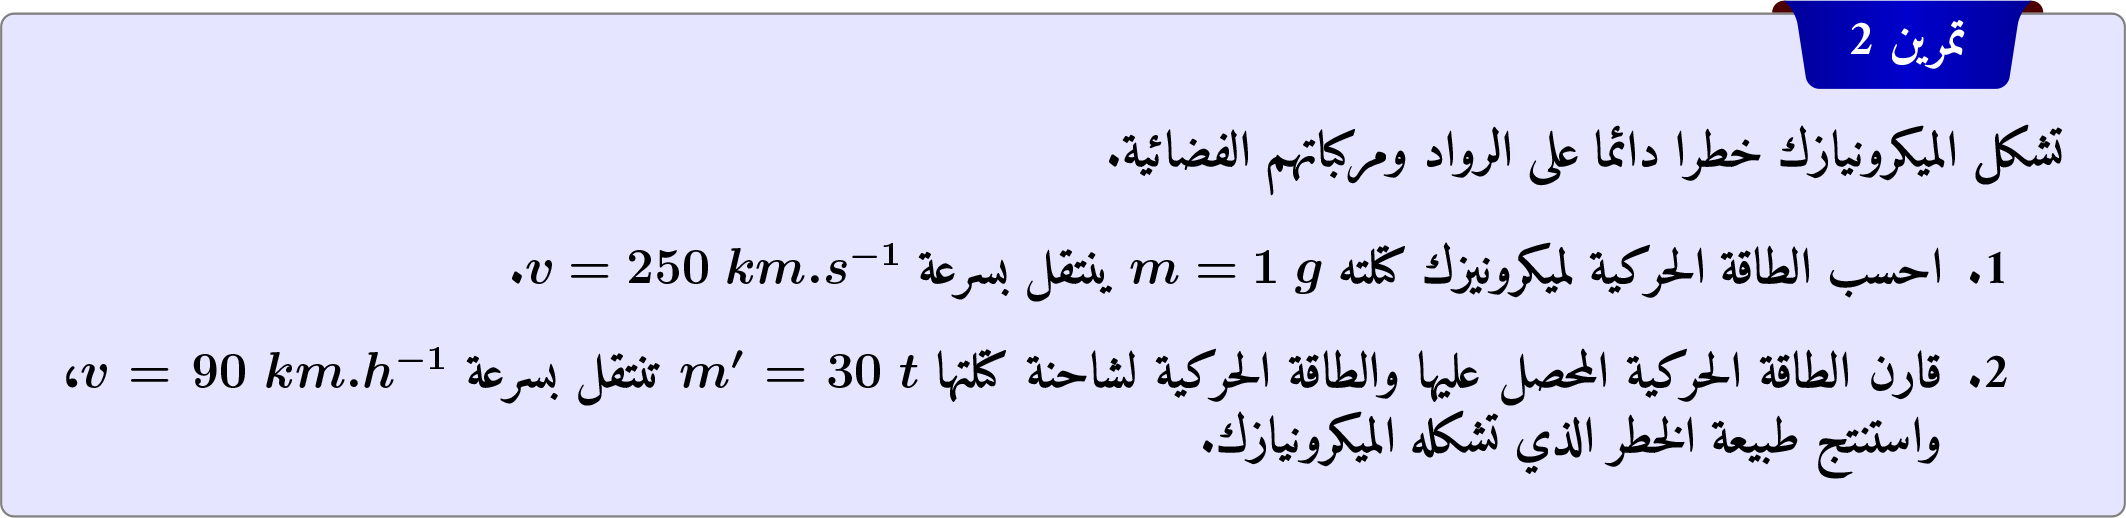 تمرين 2
تشكل الميكرونيازك خطرا دائما على الرواد ومركباتهم الفضائية.
1. احسب الطاقة الحركية لميكرونيزك كتلته m = 1 g ينتقل بسرعة v = 250 km.s⁻¹.
2. قارن الطاقة الحركية المحصل عليها والطاقة الحركية لشاحنة كتلتها m′ = 30 t تنتقل بسرعة v = 90 km.h⁻¹،
واستنتج طبيعة الخطر الذي تشكله الميكرونيازك.